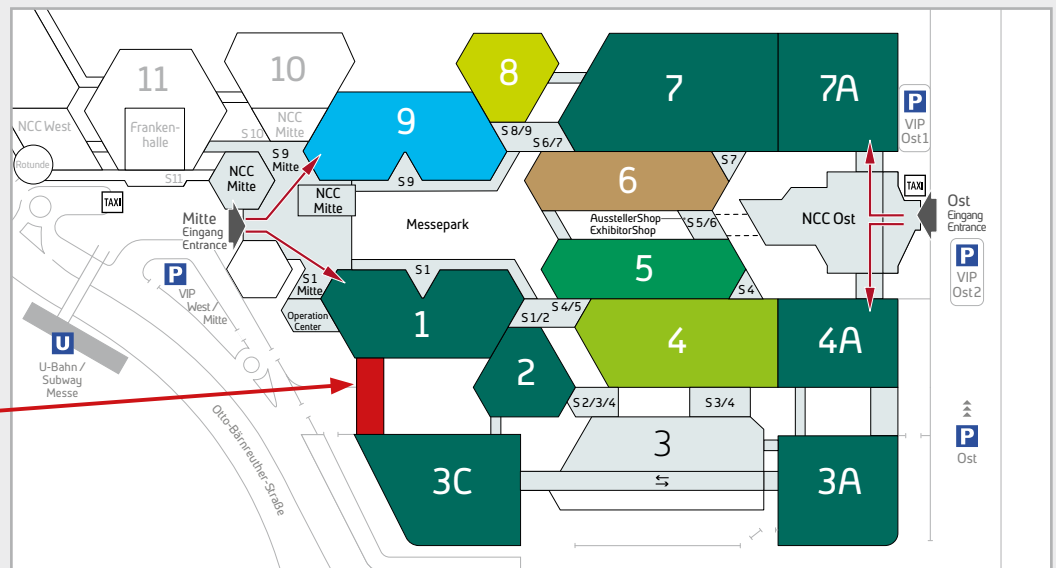 11
10
8
7
7A
P
VIP
Ost1
NCC West
Franken-
halle
S 10
NCC
Mitte
9
S 8/9
S 6/7
Rotunde
S11
NCC
Mitte
S 9
Mitte
S 9
6
S7
TAXI
TAXI
NCC
Mitte
Mitte
Eingang
Entrance
Messepark
AusstellerShop
ExhibitorShop
S5/6
NCC Ost
Ost
Eingang
Entrance
P
VIP
Ost2
P
VIP
West /
Mitte
S 1
Mitte
S 1
5
S 4
Operation
Center
1
S 4/5
S 1/2
4
4A
U
U-Bahn /
Subway
Messe
2
S 2/3/4
S 3/4
P
Ost
Otto-Bärnreuther-Straße
3C
3
3A